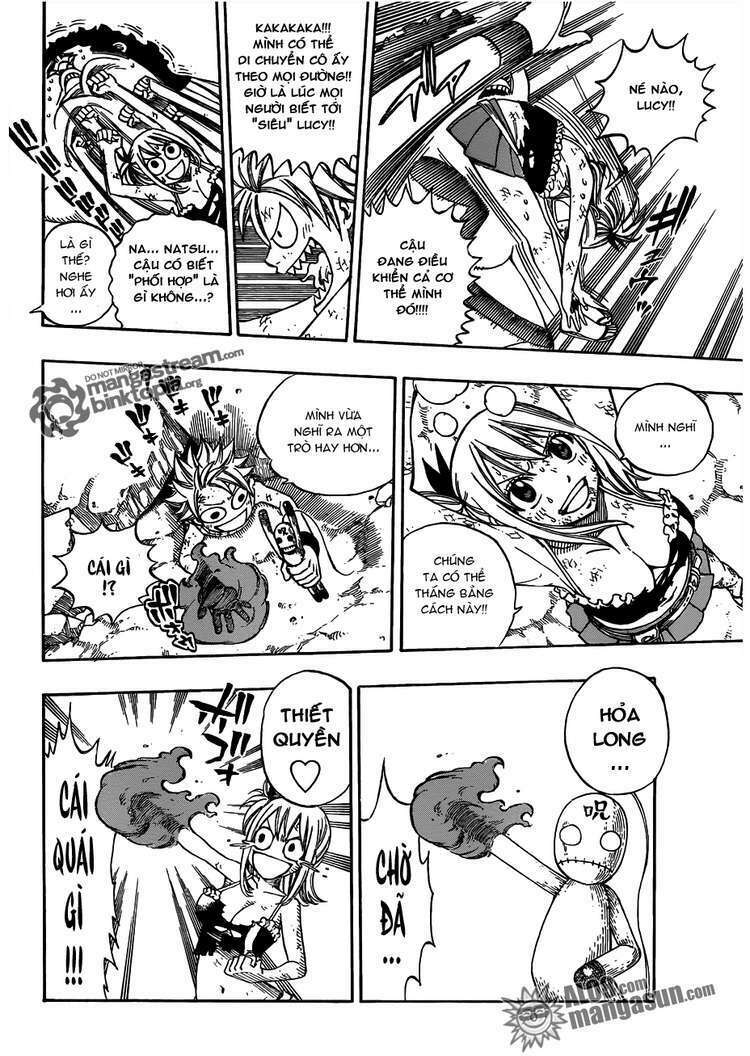 NÉ NÀO,
LUCY!!
CẬU
ĐANG ĐIỀU
KHIỂN CẢ CƠ
THỂ MÌNH
ĐÓ!!!!
KAKAKAKA!!!
MÌNH CÓ THỂ
DI CHUYỂN CÔ ẤY
THEO MỌI ĐƯỜNG!!
GIỜ LÀ LÚC MỌI
NGƯỜI BIẾT TỚI
"SIÊU" LUCY!!
NA... NATSU...
CẬU CÓ BIẾT
"PHỐI HỢP" LÀ
GÌ KHÔNG...?
LÀ GÌ
THẾ?
NGHE
HƠI ẤY
...
MÌNH NGHĨ
...
CHÚNG
TA CÓ THỂ
THẮNG BẰNG
CÁCH NÀY!!
MÌNH VỪA
NGHĨ RA MỘT
TRÒ HAY HƠN...
CÁI GÌ
!?
DO NOT MIRROR
mangastream.com
binktopia.org
HỎA
LONG
...
呪
CHỜ
ĐÃ
...
THIẾT
QUYỀN
♡
CÁI
QUÁI
GÌ
!!!
mangasun.com